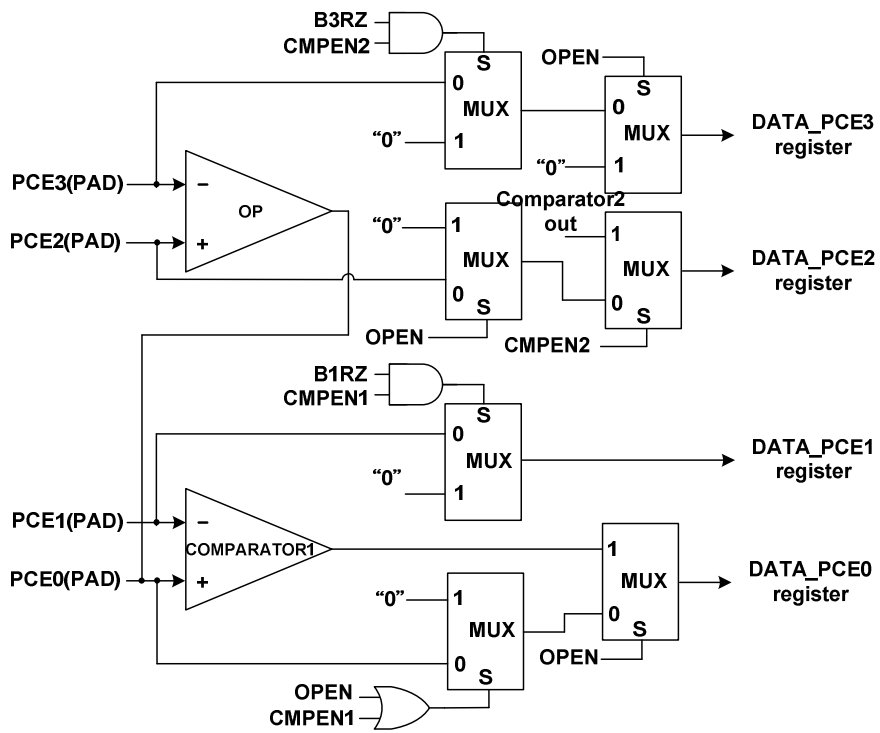 B3RZ
CMPEN2
S
0
MUX
"0"
1
OPEN
S
0
MUX
"0"
1
DATA_PCE3
register
PCE3(PAD)
PCE2(PAD)
−
OP
+
"0"
1
MUX
0
S
OPEN
Comparator2
out
1
MUX
0
S
CMPEN2
DATA_PCE2
register
B1RZ
CMPEN1
S
0
MUX
"0"
1
DATA_PCE1
register
PCE1(PAD)
PCE0(PAD)
−
COMPARATOR1
+
"0"
1
MUX
0
S
OPEN
CMPEN1
1
MUX
0
S
OPEN
DATA_PCE0
register